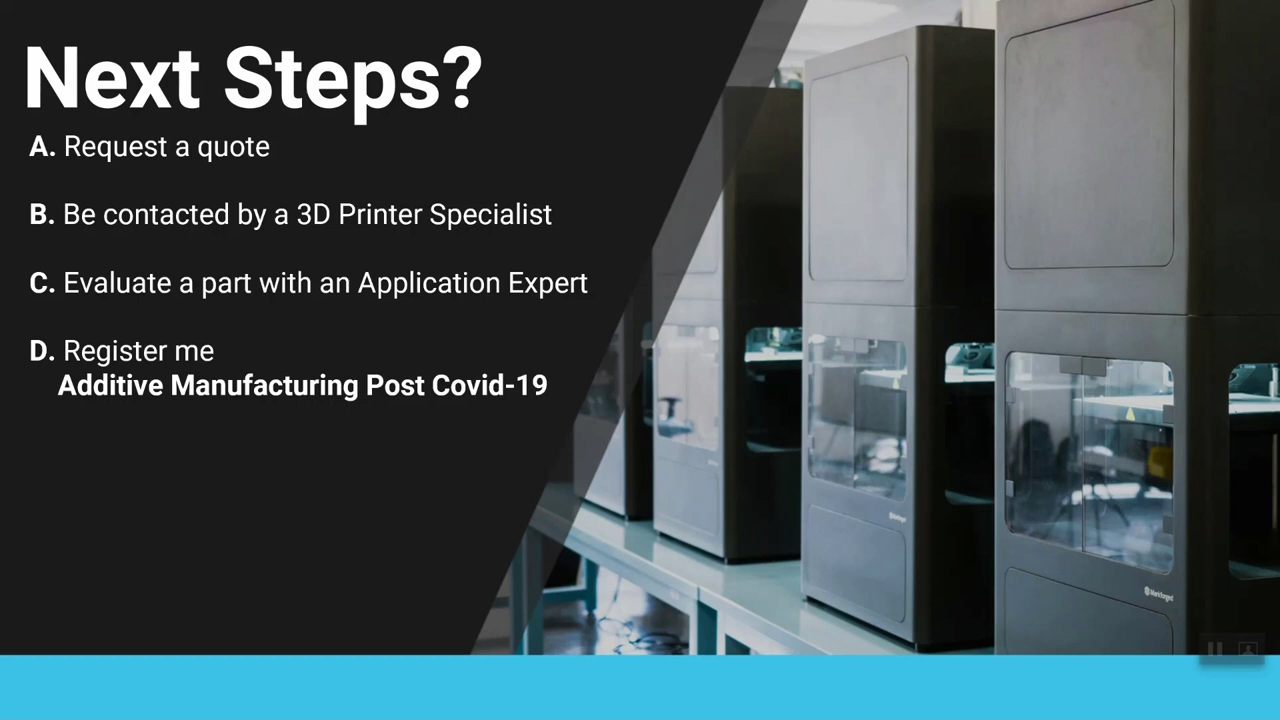 Next Steps?
A. Request a quote
B. Be contacted by a 3D Printer Specialist
C. Evaluate a part with an Application Expert
D. Register me
Additive Manufacturing Post Covid-19
Markforged